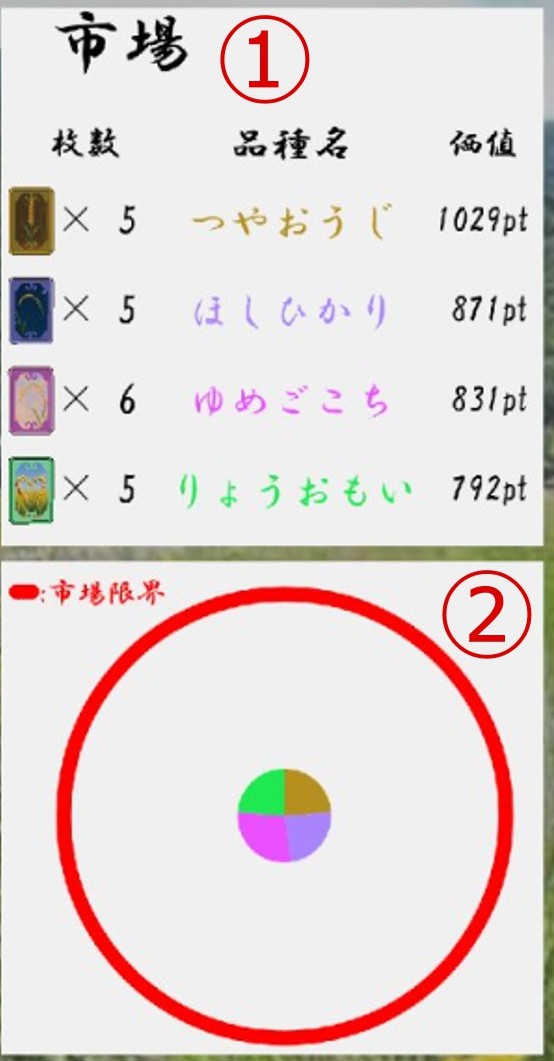 市場 ①
枚数 品種名 価値
× 5 つやおうじ 1029pt
× 5 ほしひかり 871pt
× 6 ゆめごこち 831pt
× 5 りょうおもい 792pt
:市場限界 ②